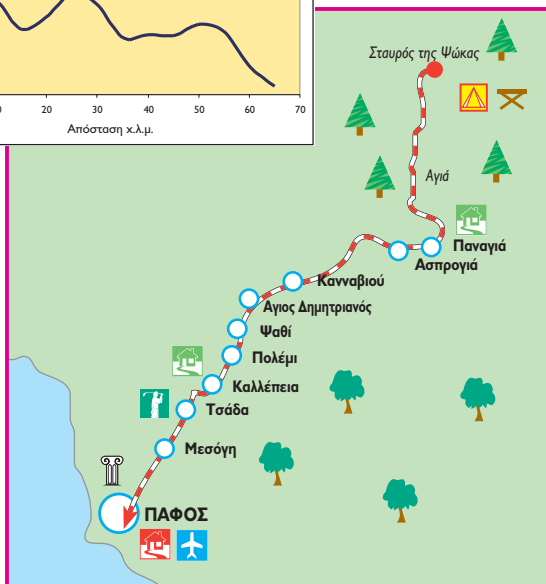 0 20 30 40 50 60 70
Απόσταση χ.λ.μ.
Σταυρός της Ψώκας
Αγιά
Παναγιά
Ασπρογιά
Κανναβιού
Αγιος Δημητριανός
Ψαθί
Πολέμι
Καλλέπεια
Τσάδα
Μεσόγη
ΠΑΦΟΣ